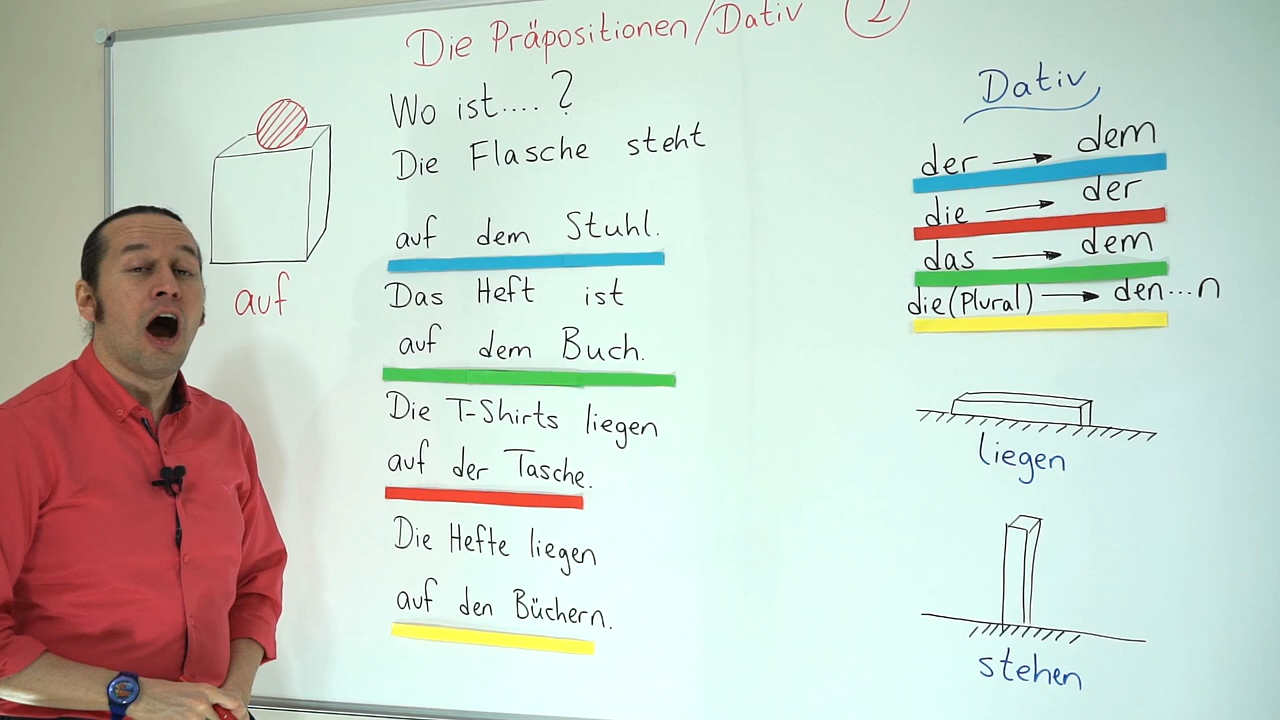 Die Präpositionen/Dativ 2
Wo ist....?
Die Flasche steht
auf dem Stuhl.
Das Heft ist
auf dem Buch.
Die T-Shirts liegen
auf der Tasche.
Die Hefte liegen
auf den Büchern.
auf
Dativ
der → dem
die → der
das → dem
die (Plural) → den...n
liegen
stehen